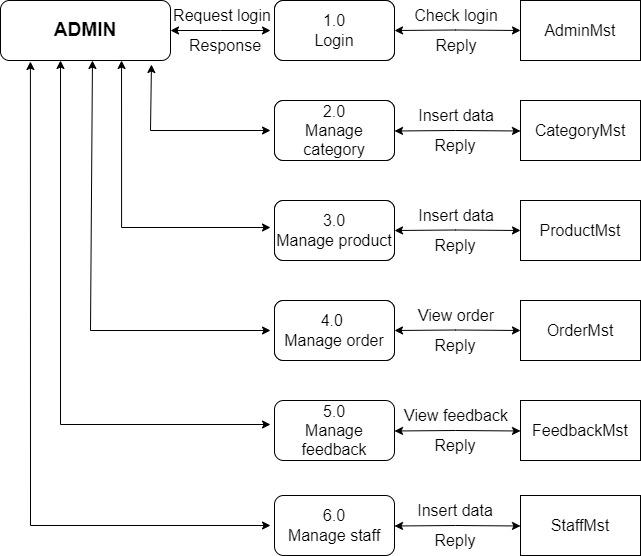 ADMIN
Request login
Response
1.0
Login
Check login
Reply
AdminMst
2.0
Manage
category
Insert data
Reply
CategoryMst
3.0
Manage product
Insert data
Reply
ProductMst
4.0
Manage order
View order
Reply
OrderMst
5.0
Manage
feedback
View feedback
Reply
FeedbackMst
6.0
Manage staff
Insert data
Reply
StaffMst